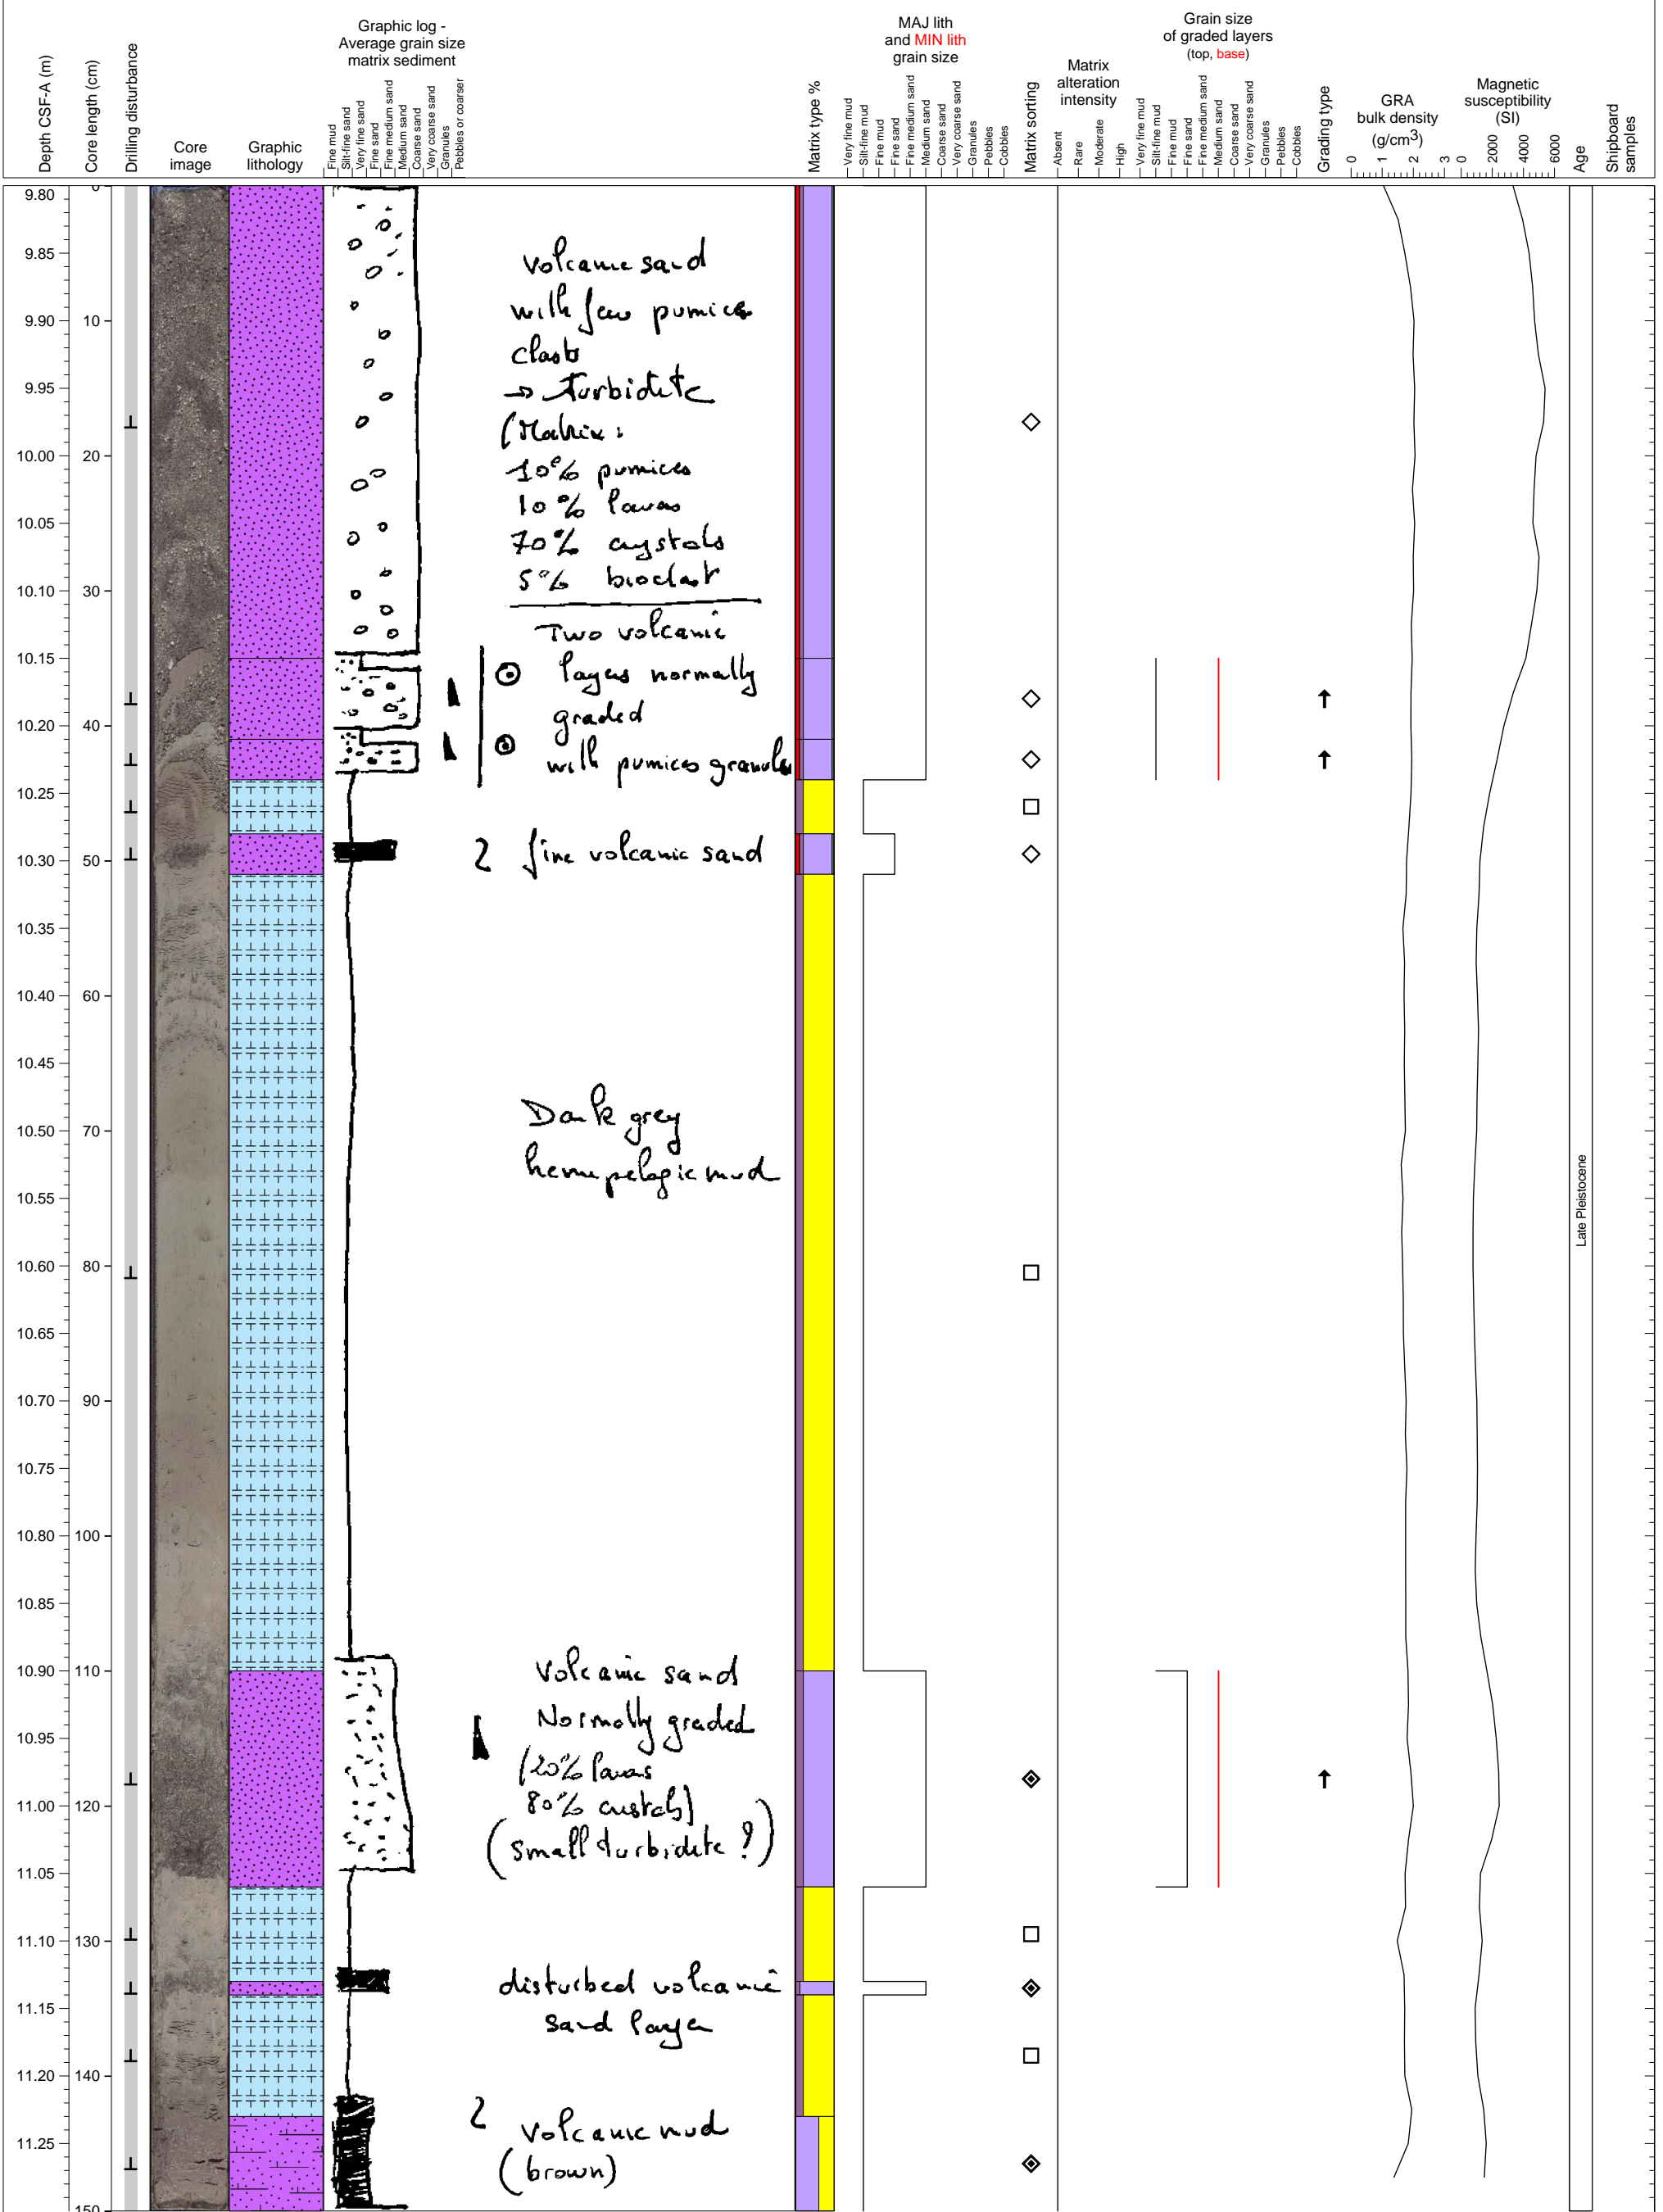 Depth CSF-A (m)
Core length (cm)
Drilling disturbance
Core
image
Graphic
lithology
Graphic log -
Average grain size
matrix sediment
Fine mud
Silt-fine sand
Very fine sand
Fine sand
Fine medium sand
Medium sand
Coarse sand
Very coarse sand
Granules
Pebbles or coarser
Matrix type %
MAJ lith
and MIN lith
grain size
Very fine mud
Silt-fine mud
Fine mud
Fine sand
Fine medium sand
Medium sand
Coarse sand
Very coarse sand
Granules
Pebbles
Cobbles
Matrix sorting
Matrix
alteration
intensity
Absent
Rare
Moderate
High
Grain size
of graded layers
(top, base)
Very fine mud
Silt-fine mud
Fine mud
Fine sand
Fine medium sand
Medium sand
Coarse sand
Very coarse sand
Granules
Pebbles
Cobbles
Grading type
GRA
bulk density
(g/cm3)
0 1 2 3
Magnetic
susceptibility
(SI)
0 2000 4000 6000
Age
Shipboard
samples
9.80
9.85
9.90
9.95
10.00
10.05
10.10
10.15
10.20
10.25
10.30
10.35
10.40
10.45
10.50
10.55
10.60
10.65
10.70
10.75
10.80
10.85
10.90
10.95
11.00
11.05
11.10
11.15
11.20
11.25
0
10
20
30
40
50
60
70
80
90
100
110
120
130
140
150
volcanic sand
with few pumice
clasts
→ turbidite
(Matrix:
10% pumices
10% lavas
70% crystals
5% bioclast
Two volcanic
layers normally
graded
with pumices granules
fine volcanic sand
Dark grey
hemipelagic mud
Volcanic sand
Normally graded
(20% lavas
80% crystals)
(small turbidite ?)
disturbed volcanic
sand layer
Volcanic mud
(brown)
Late Pleistocene